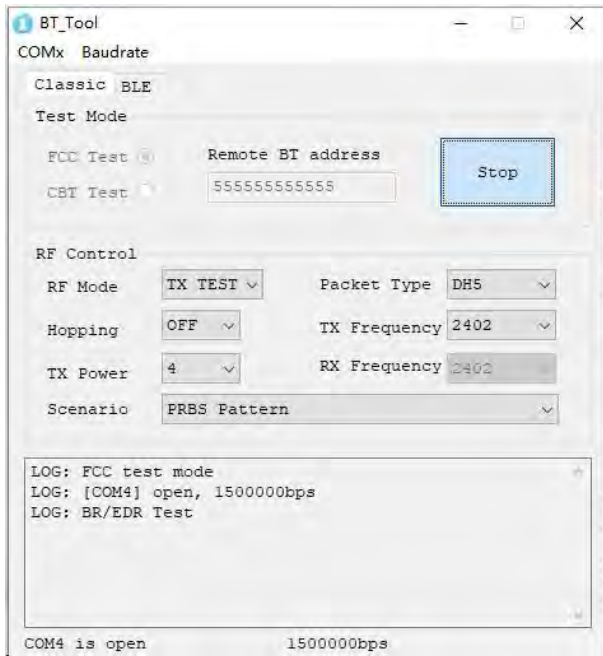 BT_Tool
COMx Baudrate
Classic BLE
Test Mode
FCC Test Remote BT address
CBT Test 555555555555 Stop
RF Control
RF Mode TX TEST Packet Type DH5
Hopping OFF TX Frequency 2402
TX Power 4 RX Frequency 2402
Scenario PRBS Pattern
LOG: FCC test mode
LOG: [COM4] open, 1500000bps
LOG: BR/EDR Test
COM4 is open 1500000bps